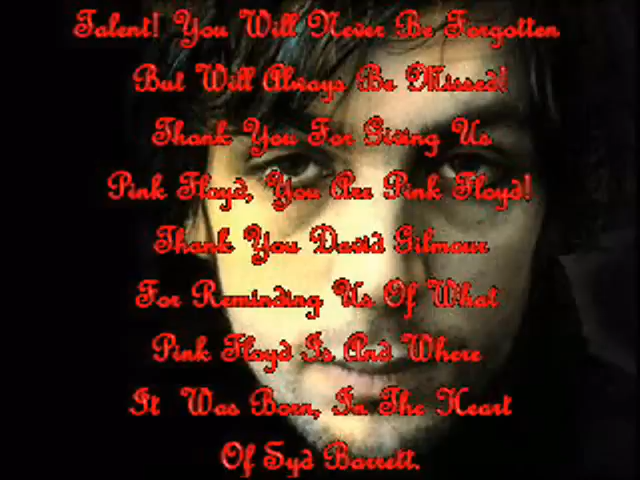 Talent! You Will Never Be Forgotten
But Will Always Be Missed!
Thank You For Giving Us
Pink Floyd, You Are Pink Floyd!
Thank You David Gilmour
For Reminding Us Of What
Pink Floyd Is And Where
It Was Born, In The Heart
Of Syd Barrett.